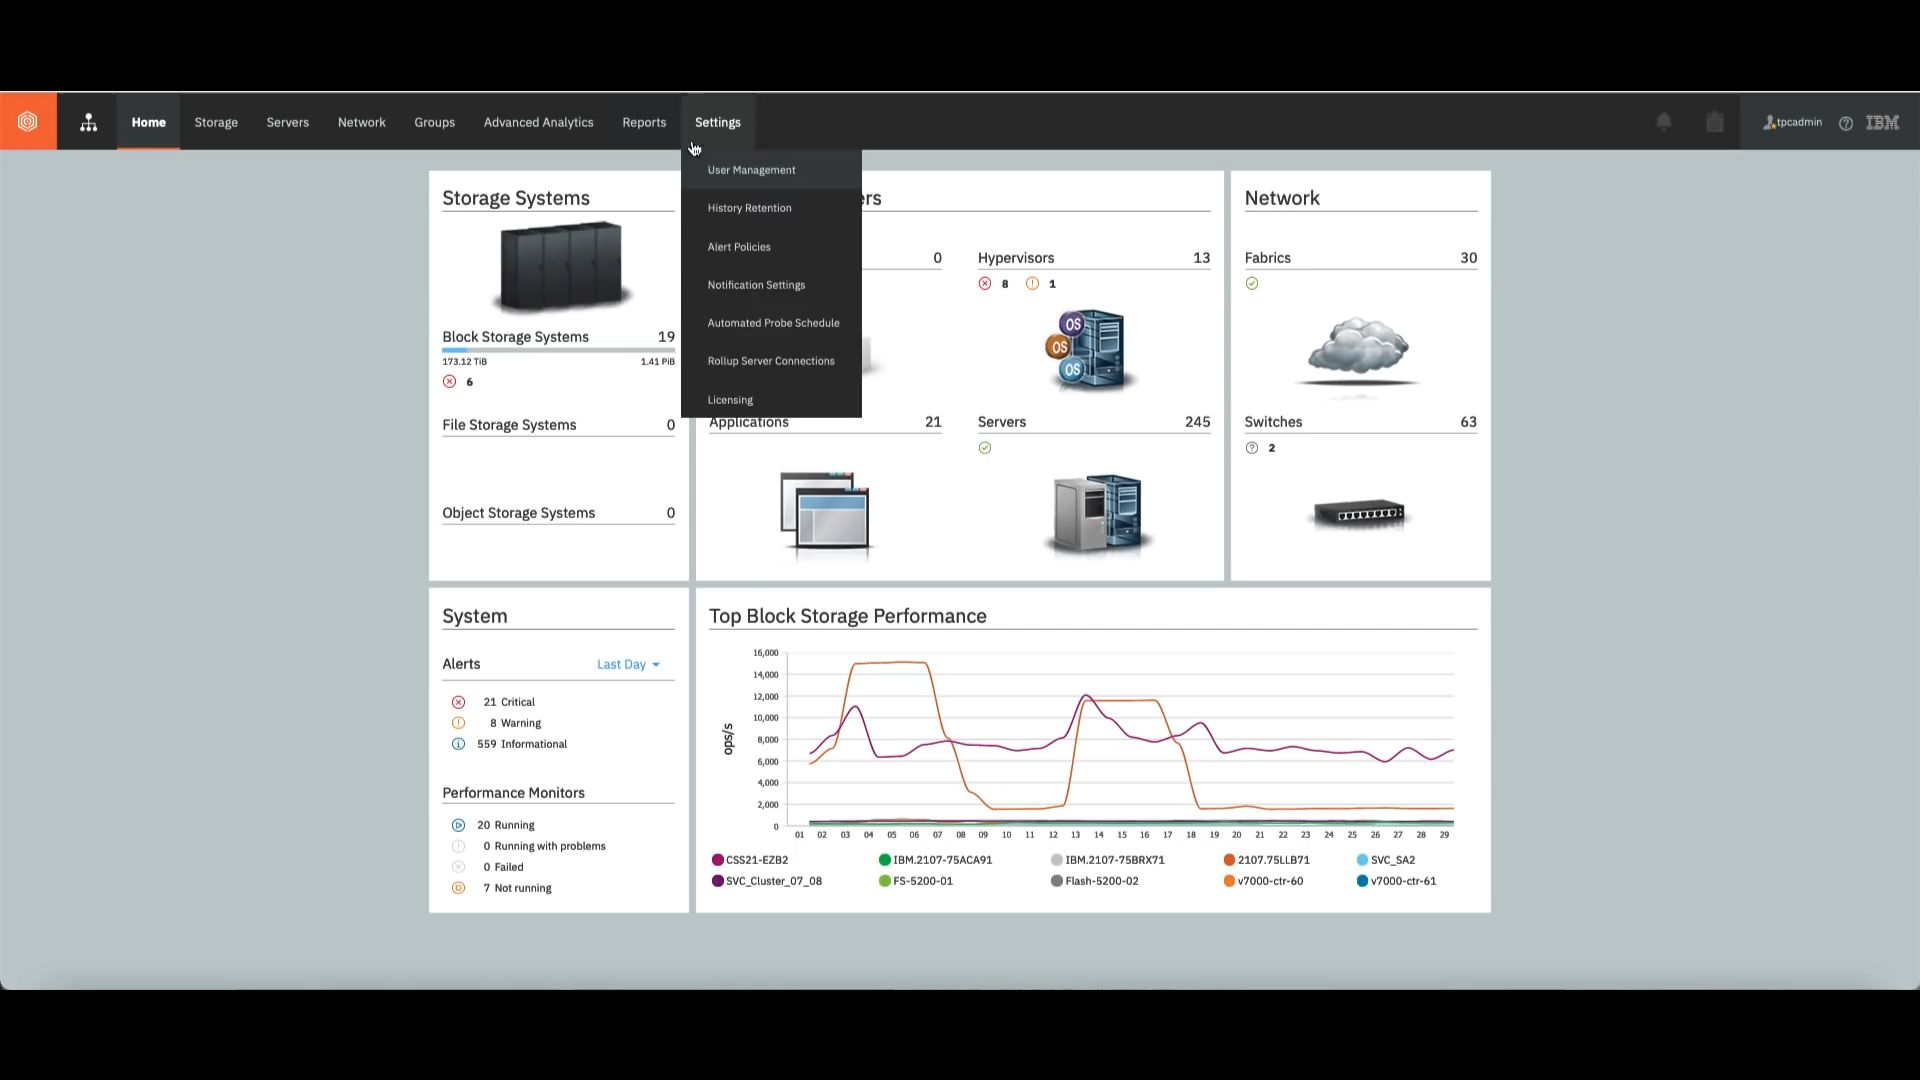 Home Storage Servers Network Groups Advanced Analytics Reports Settings tpcadmin IBM
User Management
History Retention
Alert Policies
Notification Settings
Automated Probe Schedule
Rollup Server Connections
Licensing
Storage Systems
Block Storage Systems 19
173.12 TiB 1.41 PiB
6
File Storage Systems 0
Object Storage Systems 0
ers
0
Hypervisors 13
8 1
OS
OS
OS
Applications 21
Servers 245
Network
Fabrics 30
Switches 63
2
System
Alerts Last Day
21 Critical
8 Warning
559 Informational
Performance Monitors
20 Running
0 Running with problems
0 Failed
7 Not running
Top Block Storage Performance
ops/s
16,000
14,000
12,000
10,000
8,000
6,000
4,000
2,000
0
01 02 03 04 05 06 07 08 09 10 11 12 13 14 15 16 17 18 19 20 21 22 23 24 25 26 27 28 29
CSS21-EZB2 IBM.2107-75ACA91 IBM.2107-75BRX71 2107.75LLB71 SVC_SA2
SVC_Cluster_07_08 FS-5200-01 Flash-5200-02 v7000-ctr-60 v7000-ctr-61